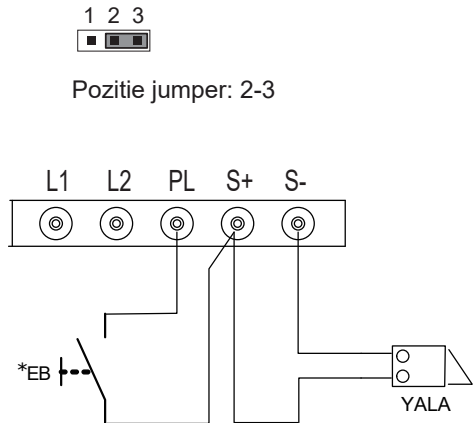 1 2 3
Pozitie jumper: 2-3
L1 L2 PL S+ S-
*EB
YALA